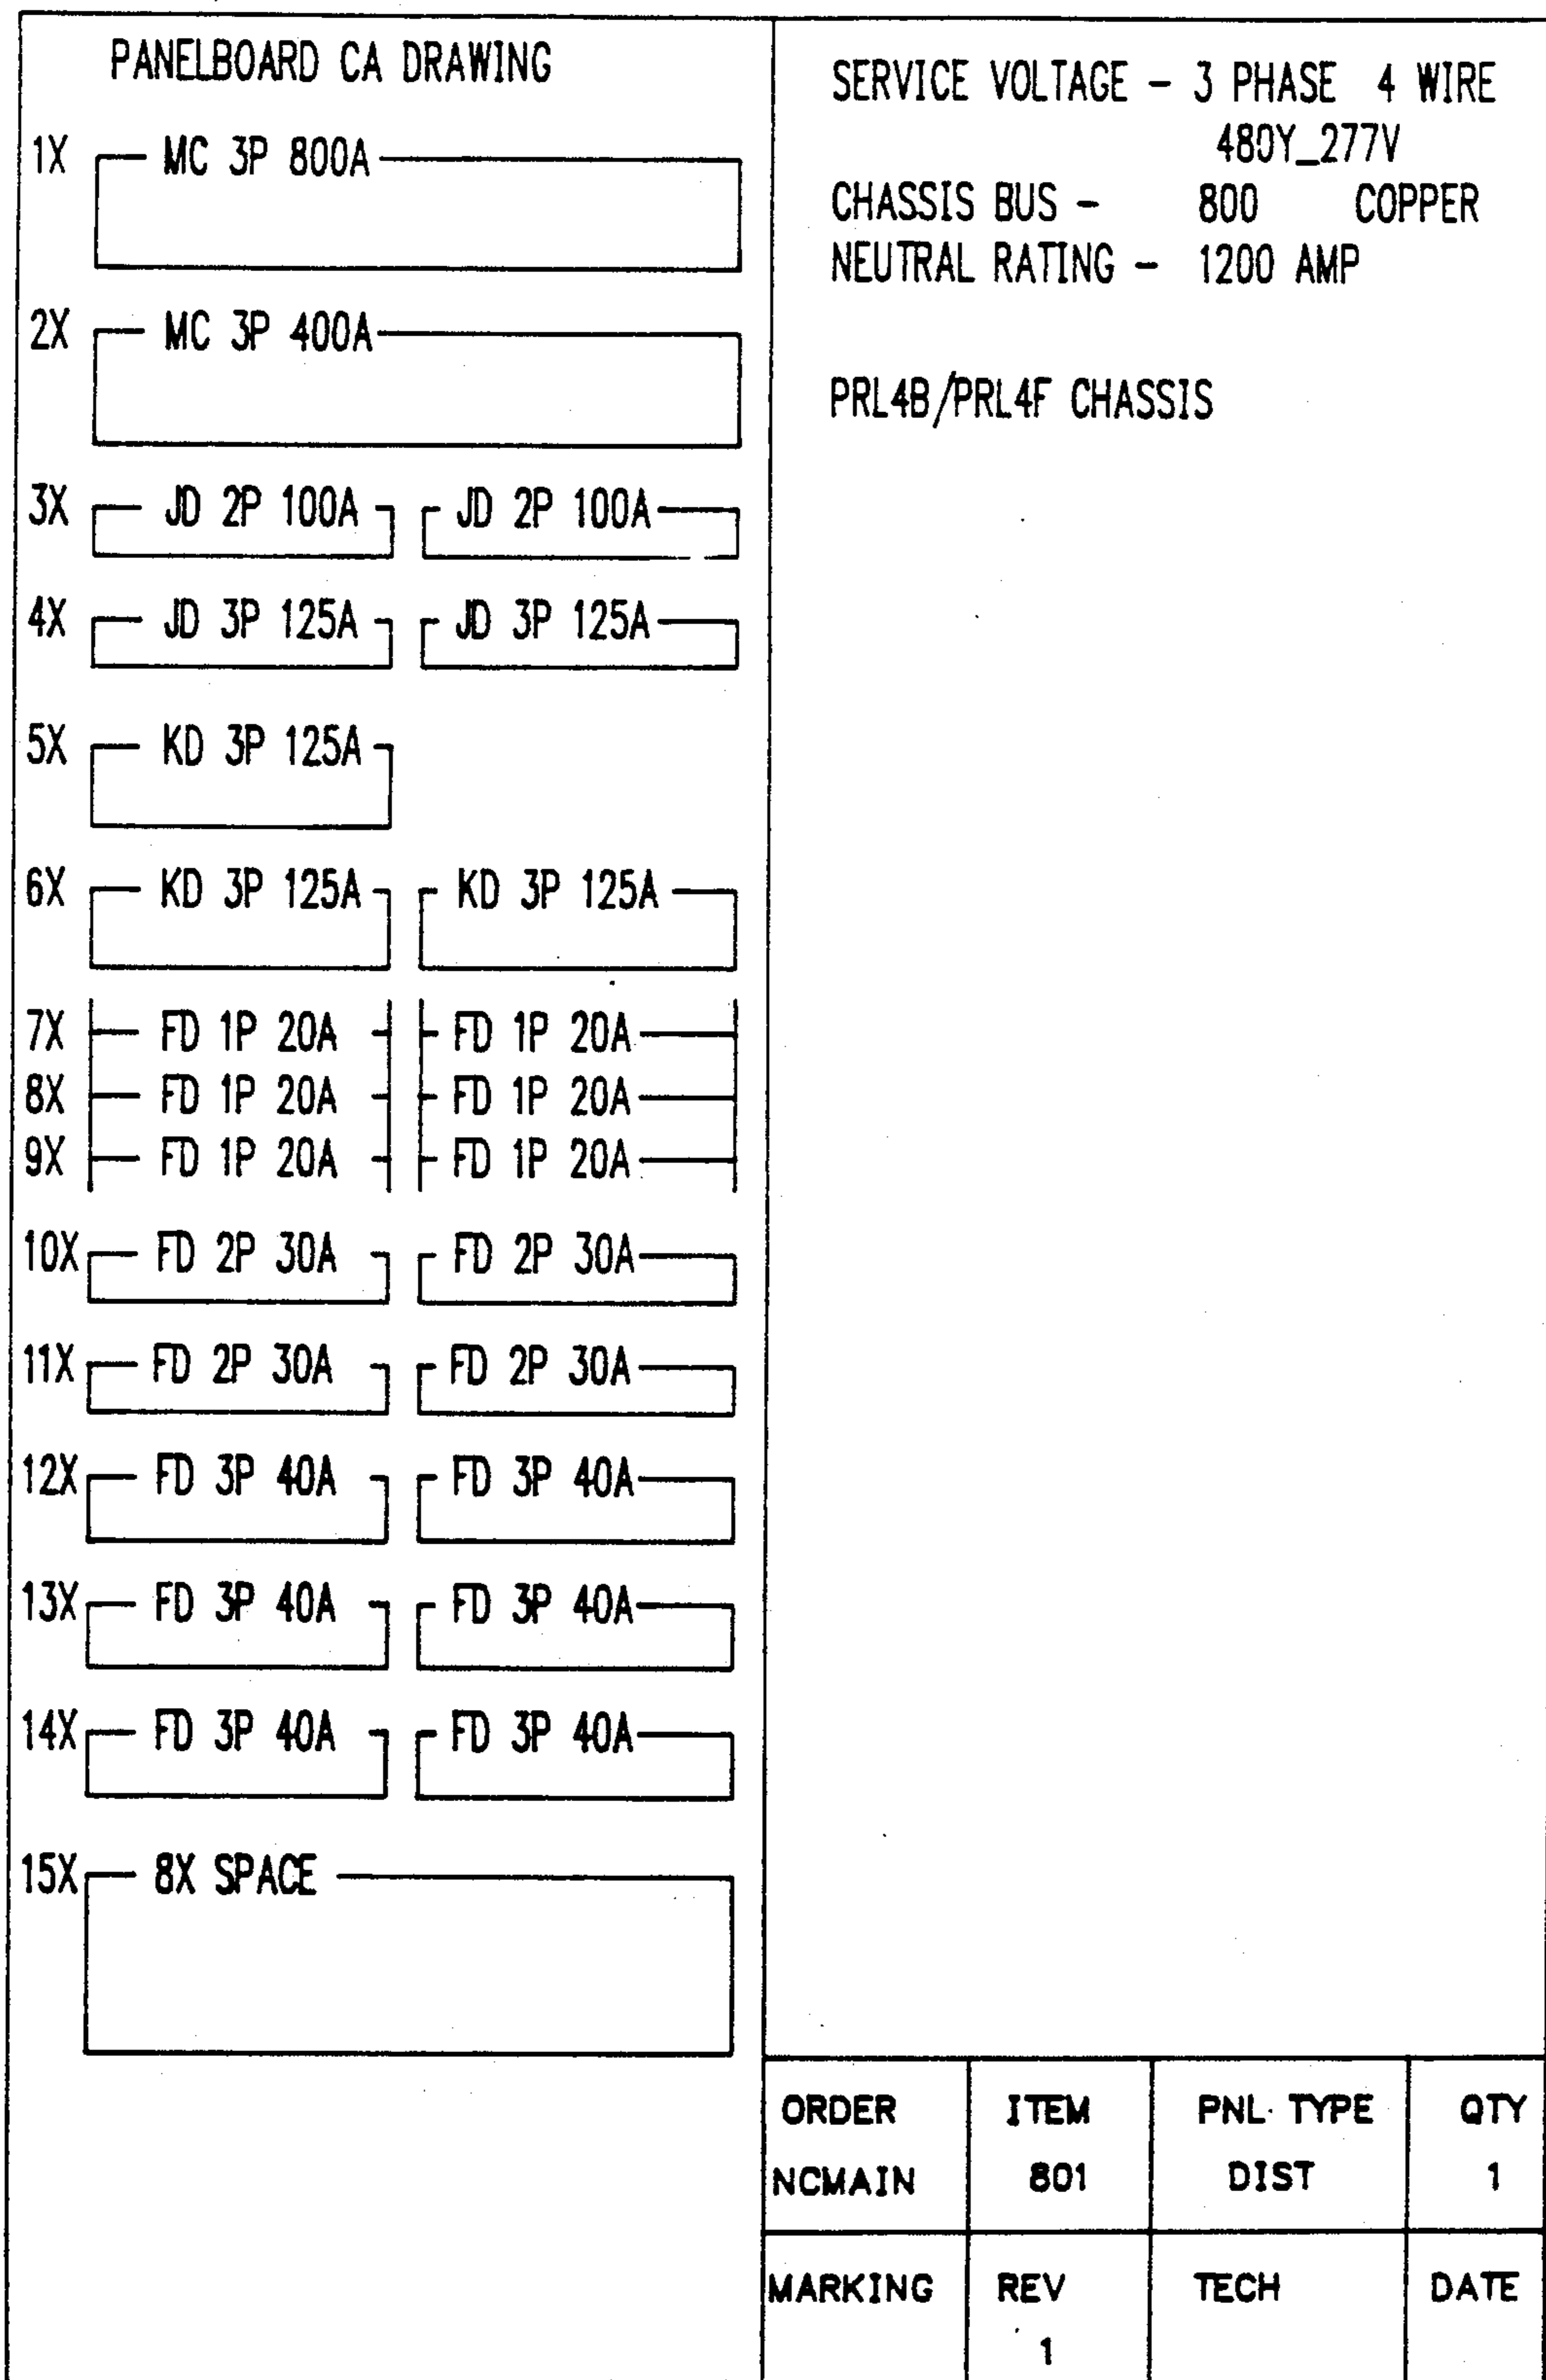 PANELBOARD CA DRAWING
1X MC 3P 800A
2X MC 3P 400A
3X JD 2P 100A JD 2P 100A
4X JD 3P 125A JD 3P 125A
5X KD 3P 125A
6X KD 3P 125A KD 3P 125A
7X FD 1P 20A FD 1P 20A
8X FD 1P 20A FD 1P 20A
9X FD 1P 20A FD 1P 20A
10X FD 2P 30A FD 2P 30A
11X FD 2P 30A FD 2P 30A
12X FD 3P 40A FD 3P 40A
13X FD 3P 40A FD 3P 40A
14X FD 3P 40A FD 3P 40A
15X 8X SPACE
SERVICE VOLTAGE - 3 PHASE 4 WIRE
480Y_277V
CHASSIS BUS - 800 COPPER
NEUTRAL RATING - 1200 AMP
PRL4B/PRL4F CHASSIS
ORDER ITEM PNL TYPE QTY
NCMAIN 801 DIST 1
MARKING REV TECH DATE
1